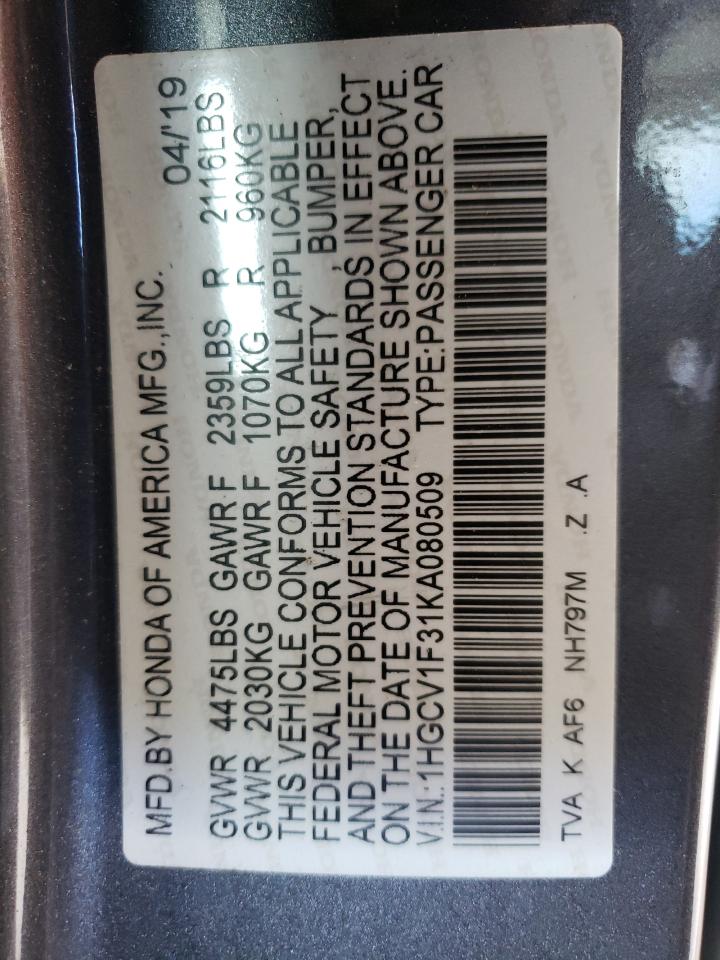 MFD.BY HONDA OF AMERICA MFG.,INC. 04/'19
GVWR 4475LBS GAWR F 2359LBS R 2116LBS
GVWR 2030KG GAWR F 1070KG R 960KG
THIS VEHICLE CONFORMS TO ALL APPLICABLE
FEDERAL MOTOR VEHICLE SAFETY , BUMPER,
AND THEFT PREVENTION STANDARDS IN EFFECT
ON THE DATE OF MANUFACTURE SHOWN ABOVE.
V.I.N.:1HGCV1F31KA080509 TYPE:PASSENGER CAR
TVA K AF6 NH797M .Z .A